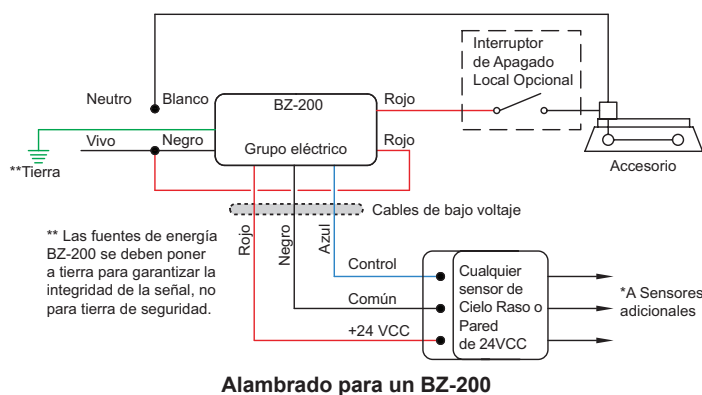 Interruptor
de Apagado
Local Opcional
Neutro
Blanco
BZ-200
Rojo
Vivo
Negro
Grupo eléctrico
Rojo
**Tierra
Accesorio
Cables de bajo voltaje
** Las fuentes de energía
BZ-200 se deben poner
a tierra para garantizar la
integridad de la señal, no
para tierra de seguridad.
Rojo
Negro
Azul
Control
Común
+24 VCC
Cualquier
sensor de
Cielo Raso o
Pared
de 24VCC
*A Sensores
adicionales
Alambrado para un BZ-200